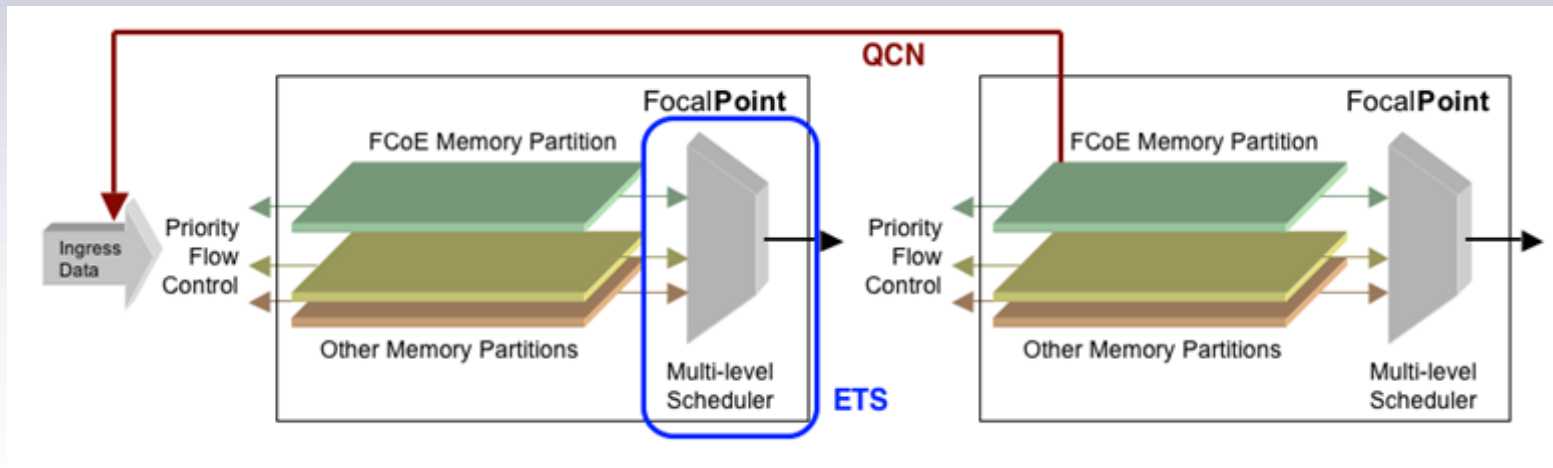 QCN
FocalPoint
FCoE Memory Partition
Ingress
Data
Priority
Flow
Control
Other Memory Partitions
Multi-level
Scheduler
ETS
FocalPoint
FCoE Memory Partition
Priority
Flow
Control
Other Memory Partitions
Multi-level
Scheduler